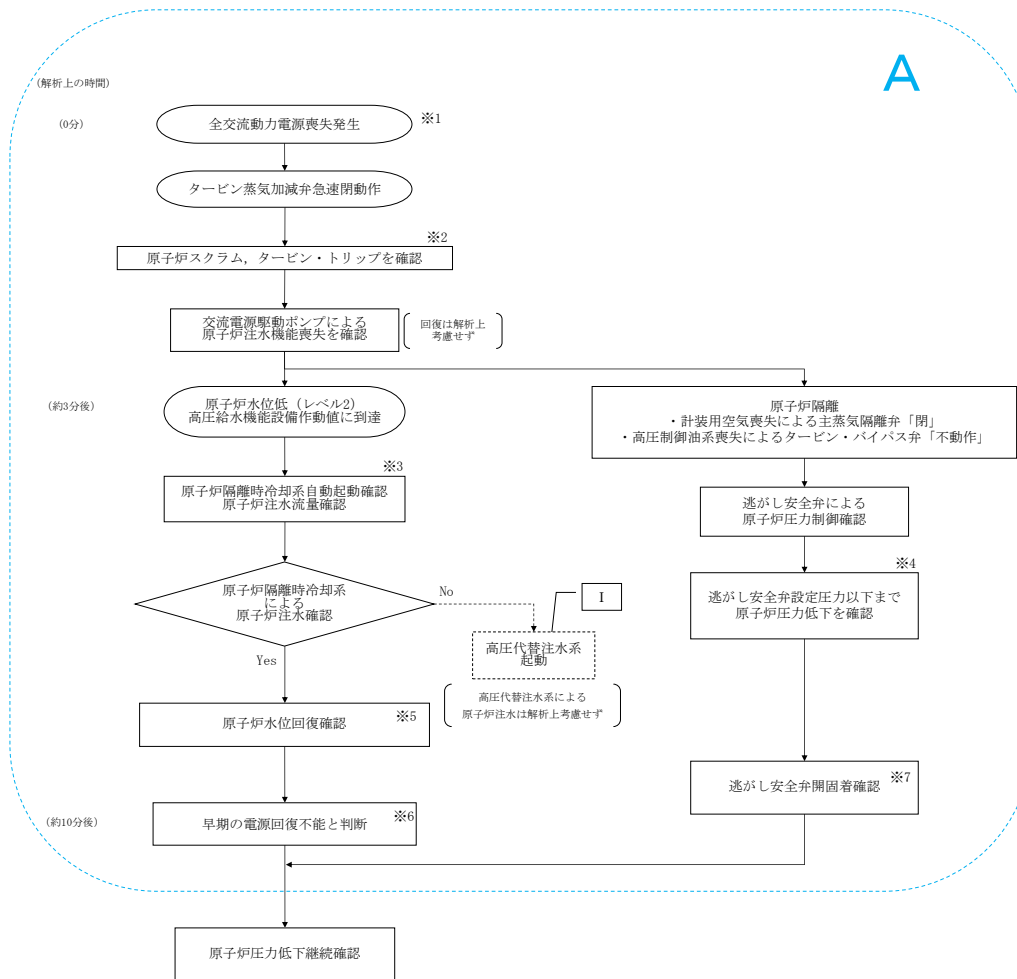 A
(解析上の時間)
(0分)
全交流動力電源喪失発生
※1
タービン蒸気加減弁急速閉動作
※2
原子炉スクラム,タービン・トリップを確認
交流電源駆動ポンプによる
原子炉注水機能喪失を確認
回復は解析上
考慮せず
(約3分後)
原子炉水位低(レベル2)
高圧給水機能設備作動値に到達
原子炉隔離
・計装用空気喪失による主蒸気隔離弁「閉」
・高圧制御油系喪失によるタービン・バイパス弁「不動作」
※3
原子炉隔離時冷却系自動起動確認
原子炉注水流量確認
逃がし安全弁による
原子炉圧力制御確認
※4
逃がし安全弁設定圧力以下まで
原子炉圧力低下を確認
原子炉隔離時冷却系
による
原子炉注水確認
No
I
高圧代替注水系
起動
Yes
高圧代替注水系による
原子炉注水は解析上考慮せず
原子炉水位回復確認
※5
逃がし安全弁開固着確認
※7
(約10分後)
早期の電源回復不能と判断
※6
原子炉圧力低下継続確認